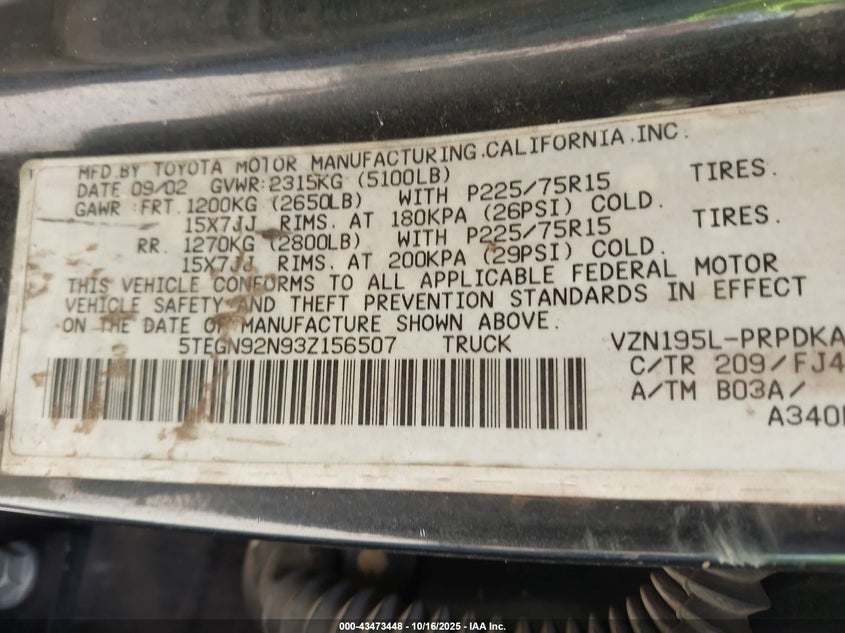 MFD.BY TOYOTA MOTOR MANUFACTURING.CALIFORNIA.INC.
DATE 09/02 GVWR:2315KG (5100LB)
GAWR :FRT.1200KG (2650LB) WITH P225/75R15 TIRES.
15X7JJ RIMS. AT 180KPA (26PSI) COLD.
RR. 1270KG (2800LB) WITH P225/75R15 TIRES.
15X7JJ RIMS. AT 200KPA (29PSI) COLD.
THIS VEHICLE CONFORMS TO ALL APPLICABLE FEDERAL MOTOR
VEHICLE SAFETY AND THEFT PREVENTION STANDARDS IN EFFECT
ON THE DATE OF MANUFACTURE SHOWN ABOVE.
5TEGN92N93Z156507 TRUCK VZN195L-PRPDKA
C/TR 209/FJ4
A/TM B03A/
A340
000-43473448 - 10/16/2025 - IAA Inc.